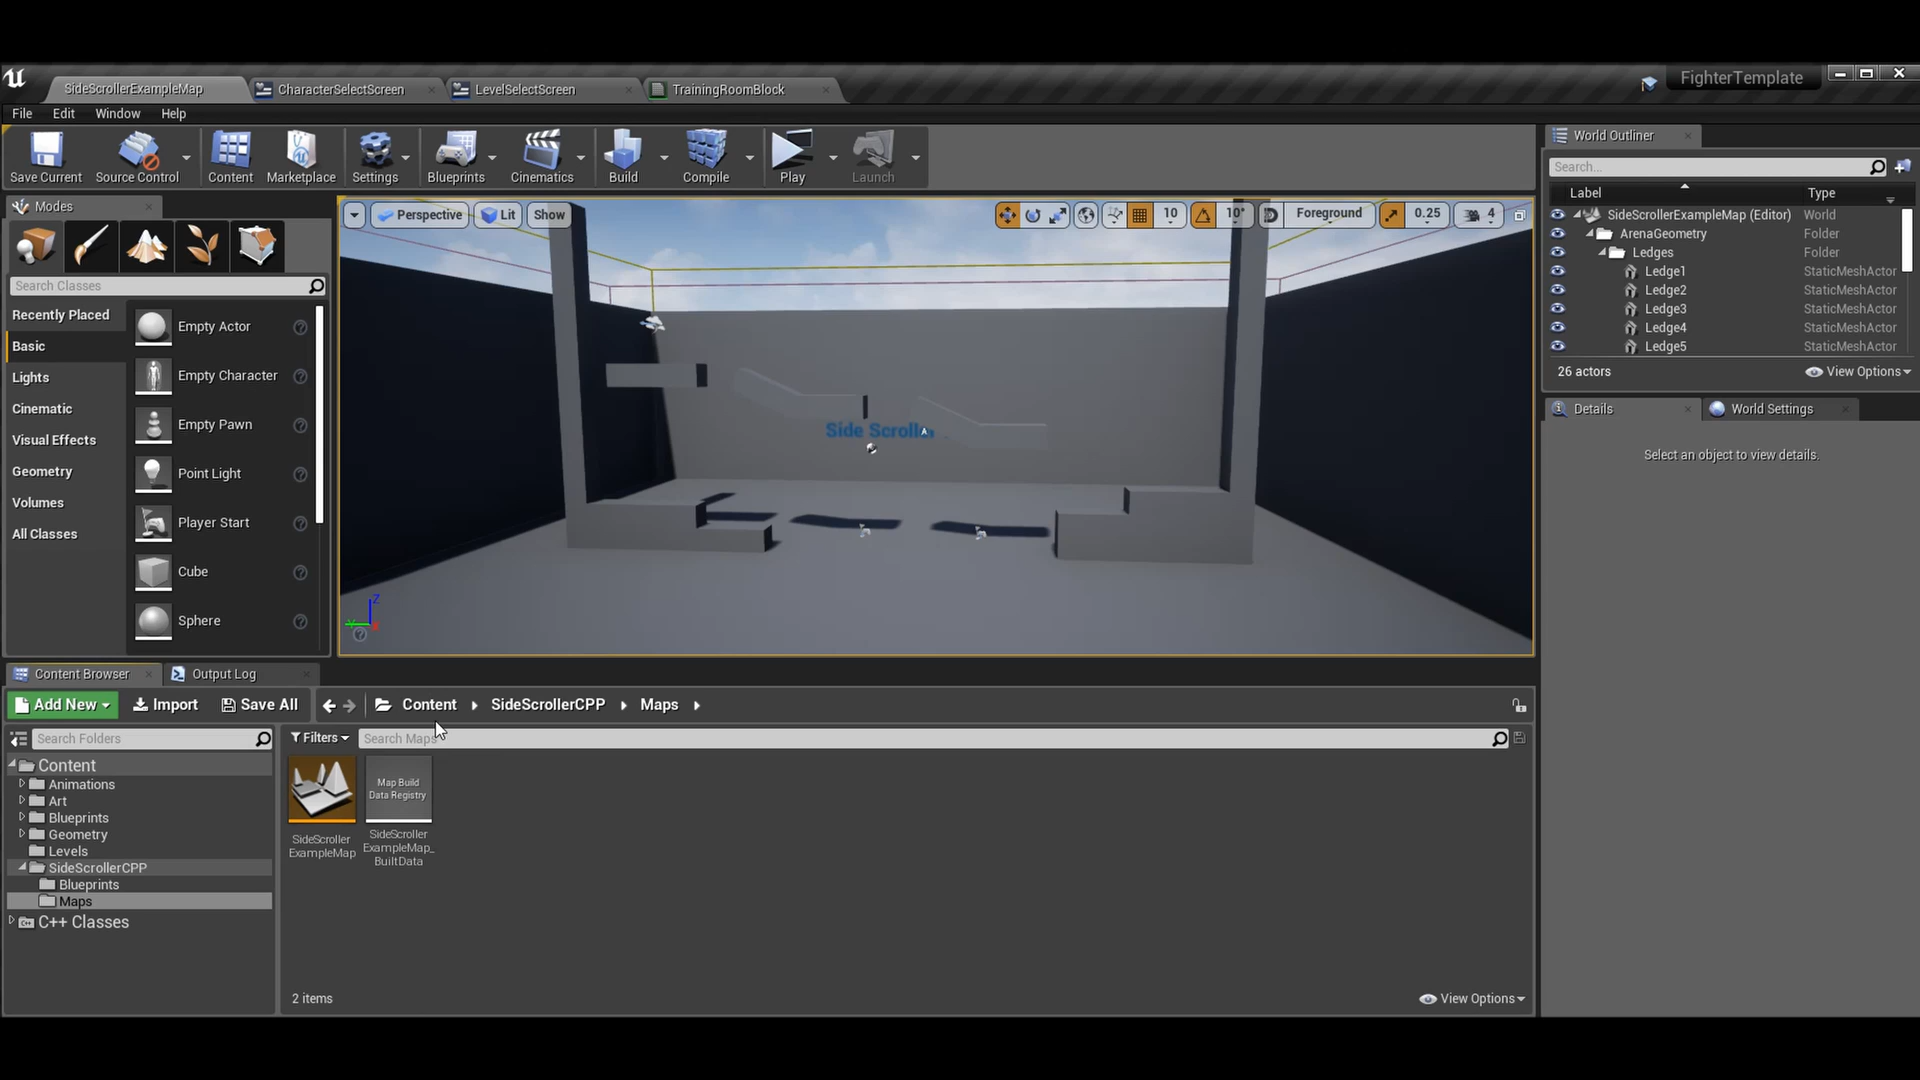 SideScrollerExampleMap
CharacterSelectScreen
LevelSelectScreen
TrainingRoomBlock
FighterTemplate
File Edit Window Help
Save Current
Source Control
Content
Marketplace
Settings
Blueprints
Cinematics
Build
Compile
Play
Launch
Modes
Search Classes
Recently Placed
Basic
Lights
Cinematic
Visual Effects
Geometry
Volumes
All Classes
Empty Actor
Empty Character
Empty Pawn
Point Light
Player Start
Cube
Sphere
Perspective
Lit
Show
10
10°
Foreground
0.25
4
Side Scroller
Z
World Outliner
Search...
Label Type
SideScrollerExampleMap (Editor) World
ArenaGeometry Folder
Ledges Folder
Ledge1 StaticMeshActor
Ledge2 StaticMeshActor
Ledge3 StaticMeshActor
Ledge4 StaticMeshActor
Ledge5 StaticMeshActor
26 actors
View Options
Details
World Settings
Select an object to view details.
Content Browser
Output Log
Add New
Import
Save All
Content
SideScrollerCPP
Maps
Search Folders
Filters
Search Maps
Content
Animations
Art
Blueprints
Geometry
Levels
SideScrollerCPP
Blueprints
Maps
C++ Classes
SideScroller
ExampleMap
Map Build
Data Registry
SideScroller
ExampleMap_
BuiltData
2 items
View Options